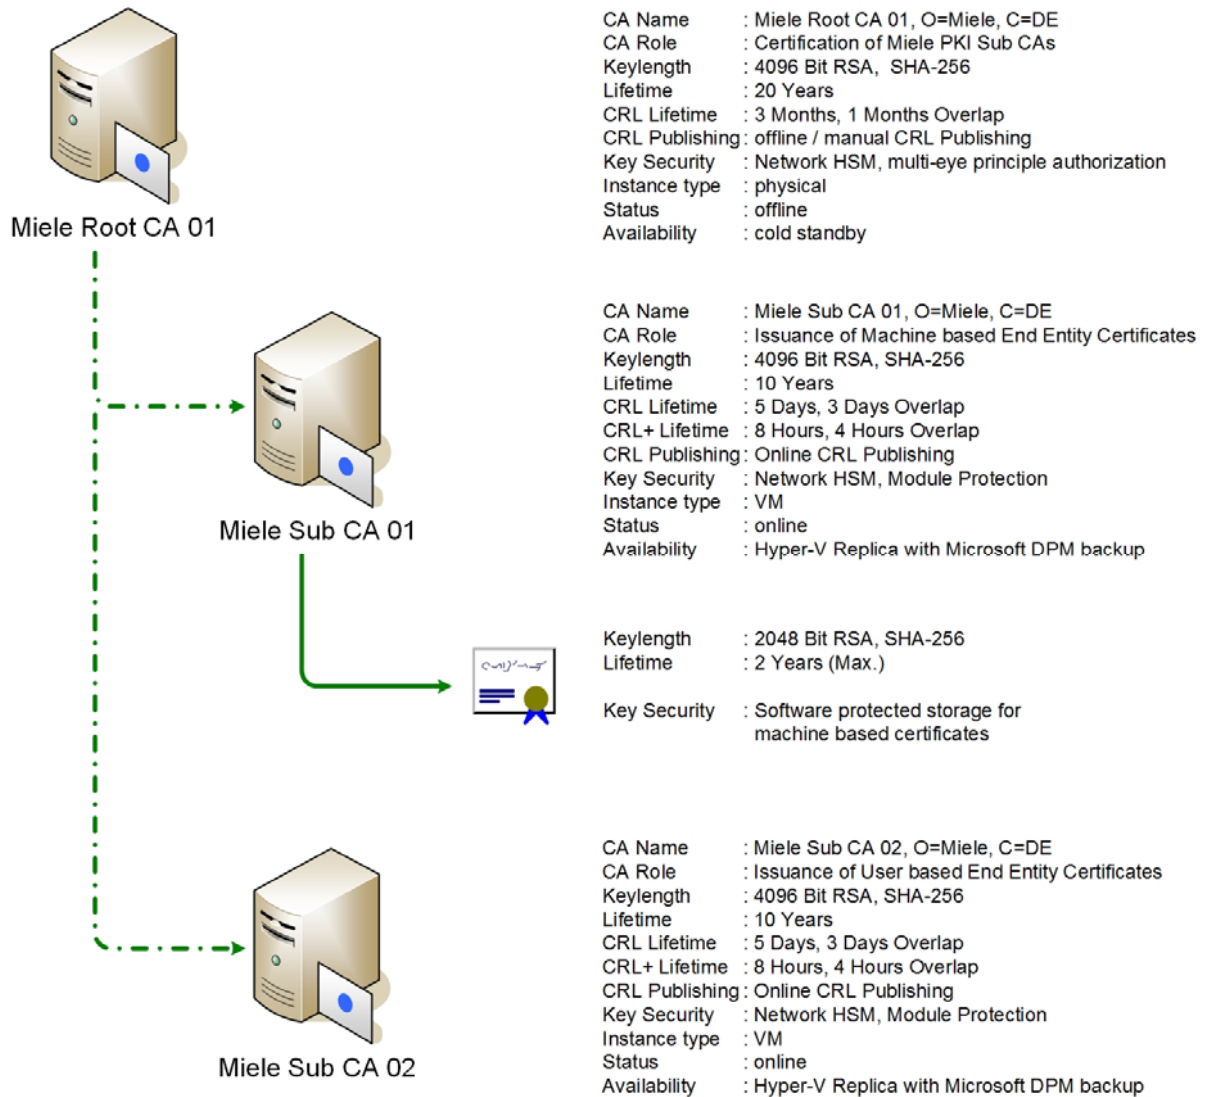 CA Name : Miele Root CA 01, O=Miele, C=DE
CA Role : Certification of Miele PKI Sub CAs
Keylength : 4096 Bit RSA, SHA-256
Lifetime : 20 Years
CRL Lifetime : 3 Months, 1 Months Overlap
CRL Publishing : offline / manual CRL Publishing
Key Security : Network HSM, multi-eye principle authorization
Instance type : physical
Status : offline
Availability : cold standby
Miele Root CA 01
CA Name : Miele Sub CA 01, O=Miele, C=DE
CA Role : Issuance of Machine based End Entity Certificates
Keylength : 4096 Bit RSA, SHA-256
Lifetime : 10 Years
CRL Lifetime : 5 Days, 3 Days Overlap
CRL+ Lifetime : 8 Hours, 4 Hours Overlap
CRL Publishing : Online CRL Publishing
Key Security : Network HSM, Module Protection
Instance type : VM
Status : online
Availability : Hyper-V Replica with Microsoft DPM backup
Miele Sub CA 01
Keylength : 2048 Bit RSA, SHA-256
Lifetime : 2 Years (Max.)
Key Security : Software protected storage for
machine based certificates
CA Name : Miele Sub CA 02, O=Miele, C=DE
CA Role : Issuance of User based End Entity Certificates
Keylength : 4096 Bit RSA, SHA-256
Lifetime : 10 Years
CRL Lifetime : 5 Days, 3 Days Overlap
CRL+ Lifetime : 8 Hours, 4 Hours Overlap
CRL Publishing : Online CRL Publishing
Key Security : Network HSM, Module Protection
Instance type : VM
Status : online
Availability : Hyper-V Replica with Microsoft DPM backup
Miele Sub CA 02